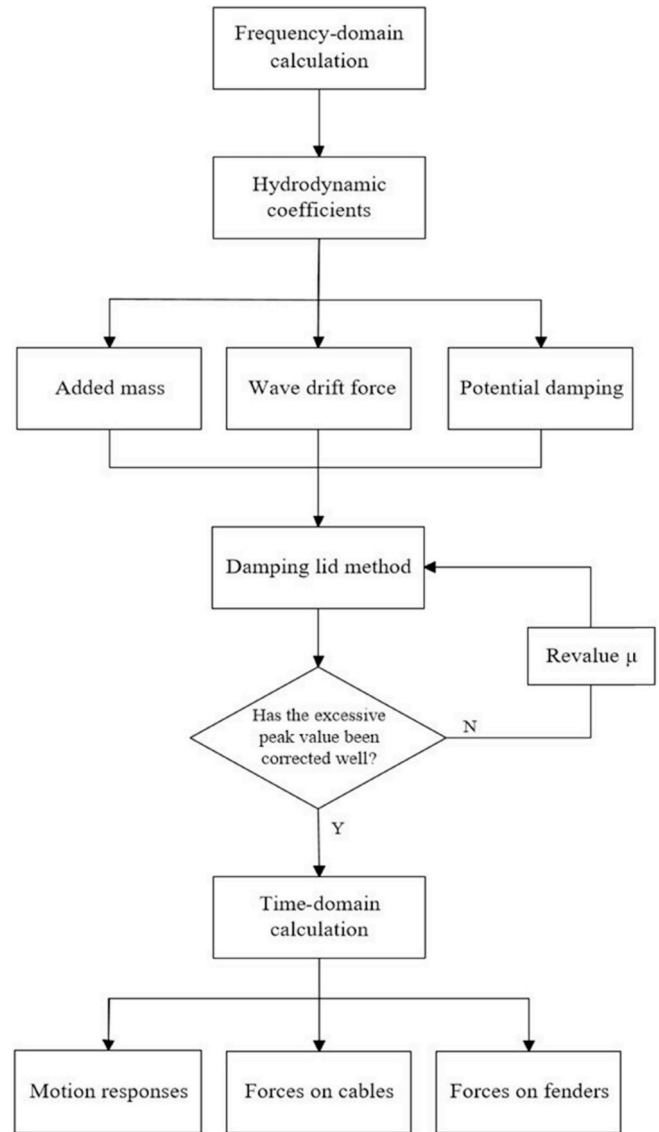 Frequency-domain
calculation
Hydrodynamic
coefficients
Added mass
Wave drift force
Potential damping
Damping lid method
Revalue μ
Has the excessive
peak value been
corrected well?
N
Y
Time-domain
calculation
Motion responses
Forces on cables
Forces on fenders